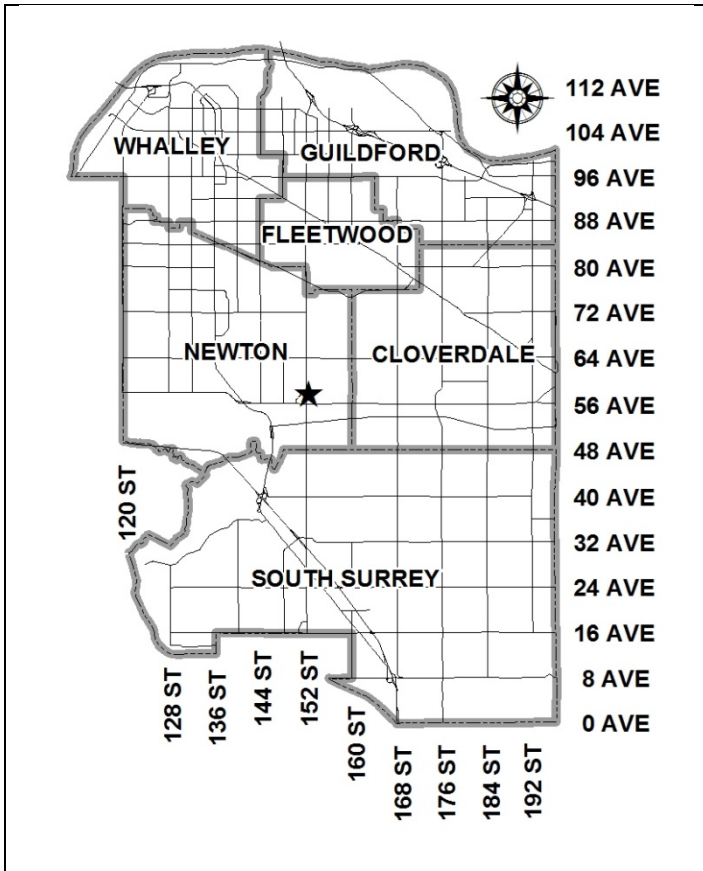 112 AVE
104 AVE
WHALLEY
GUILDFORD
96 AVE
88 AVE
FLEETWOOD
80 AVE
72 AVE
NEWTON
CLOVERDALE
64 AVE
56 AVE
48 AVE
120 ST
40 AVE
32 AVE
SOUTH SURREY
24 AVE
16 AVE
128 ST
136 ST
144 ST
152 ST
160 ST
8 AVE
0 AVE
168 ST
176 ST
184 ST
192 ST